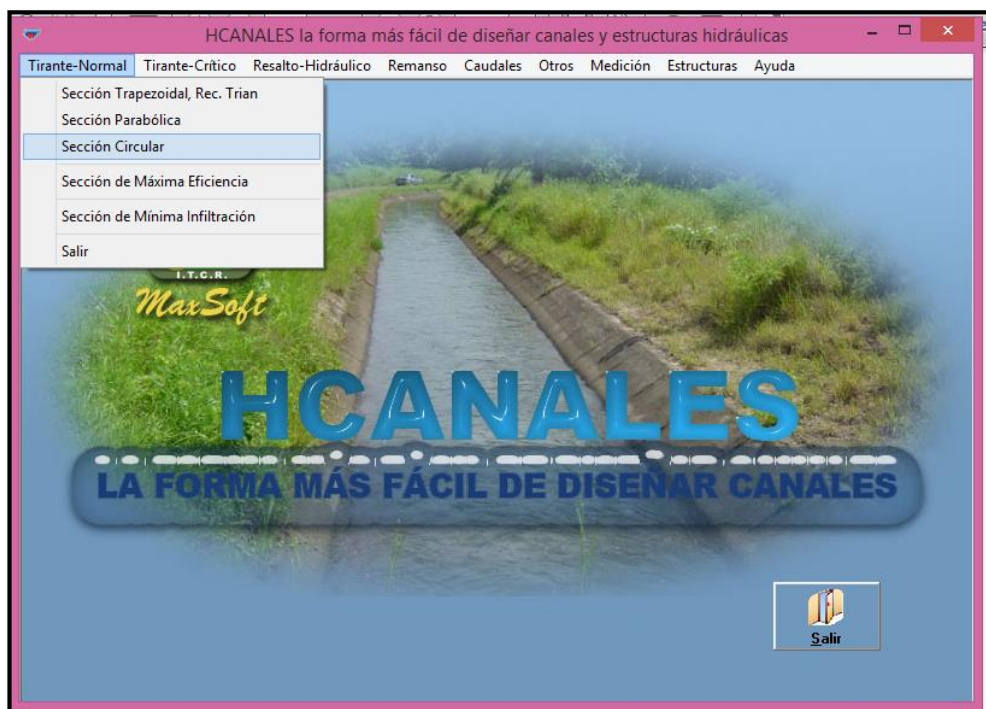 HCANALES la forma más fácil de diseñar canales y estructuras hidráulicas
Tirante-Normal Tirante-Crítico Resalto-Hidráulico Remanso Caudales Otros Medición Estructuras Ayuda
Sección Trapezoidal, Rec. Trian
Sección Parabólica
Sección Circular
Sección de Máxima Eficiencia
Sección de Mínima Infiltración
Salir
I.T.C.R.
MaxSoft
HCANALES
LA FORMA MÁS FÁCIL DE DISEÑAR CANALES
Salir